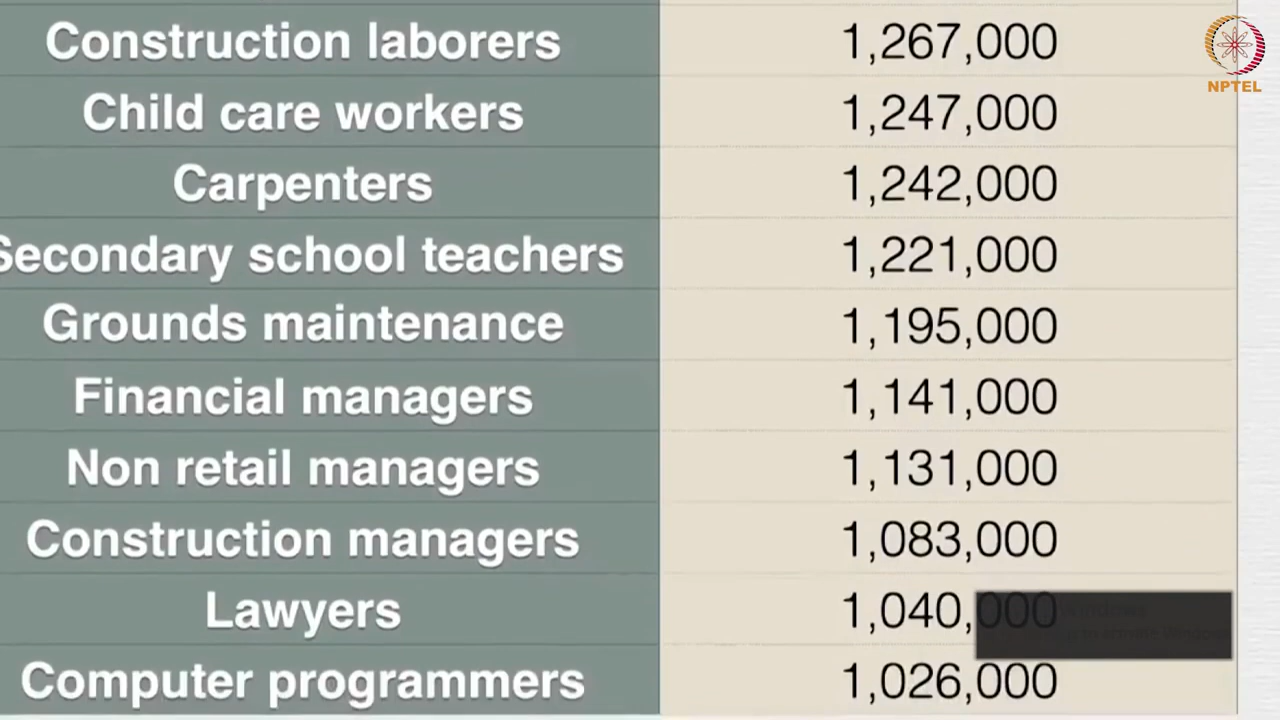 NPTEL
Construction laborers 1,267,000
Child care workers 1,247,000
Carpenters 1,242,000
Secondary school teachers 1,221,000
Grounds maintenance 1,195,000
Financial managers 1,141,000
Non retail managers 1,131,000
Construction managers 1,083,000
Lawyers 1,040,000
Computer programmers 1,026,000